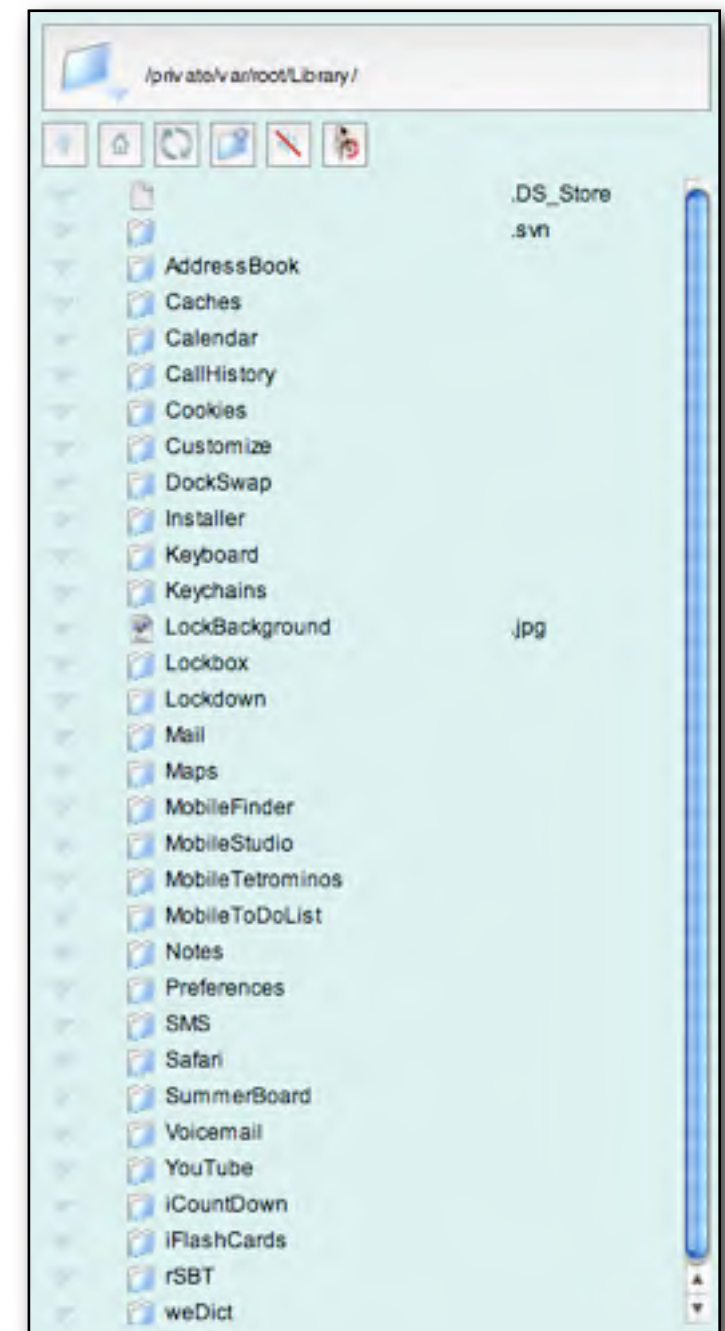 /private/var/root/Library/
.DS_Store
.svn
AddressBook
Caches
Calendar
CallHistory
Cookies
Customize
DockSwap
Installer
Keyboard
Keychains
LockBackground .jpg
Lockbox
Lockdown
Mail
Maps
MobileFinder
MobileStudio
MobileTetrominos
MobileToDoList
Notes
Preferences
SMS
Safari
SummerBoard
Voicemail
YouTube
iCountDown
iFlashCards
rSBT
weDict